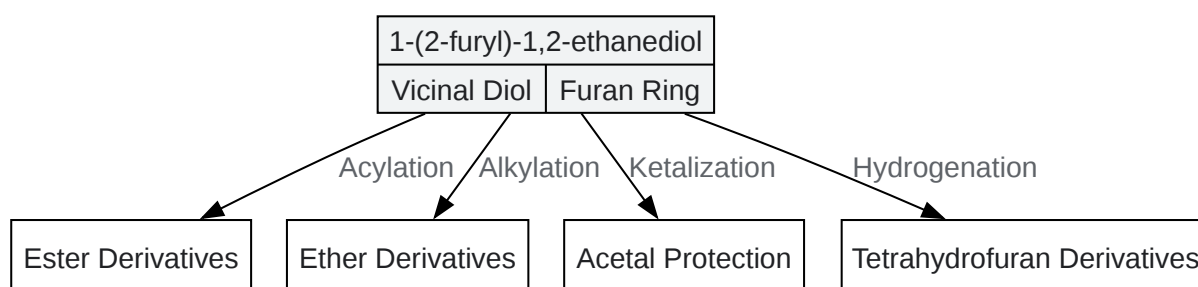 1-(2-furyl)-1,2-ethanediol
Vicinal Diol
Furan Ring
Acylation
Alkylation
Ketalization
Hydrogenation
Ester Derivatives
Ether Derivatives
Acetal Protection
Tetrahydrofuran Derivatives